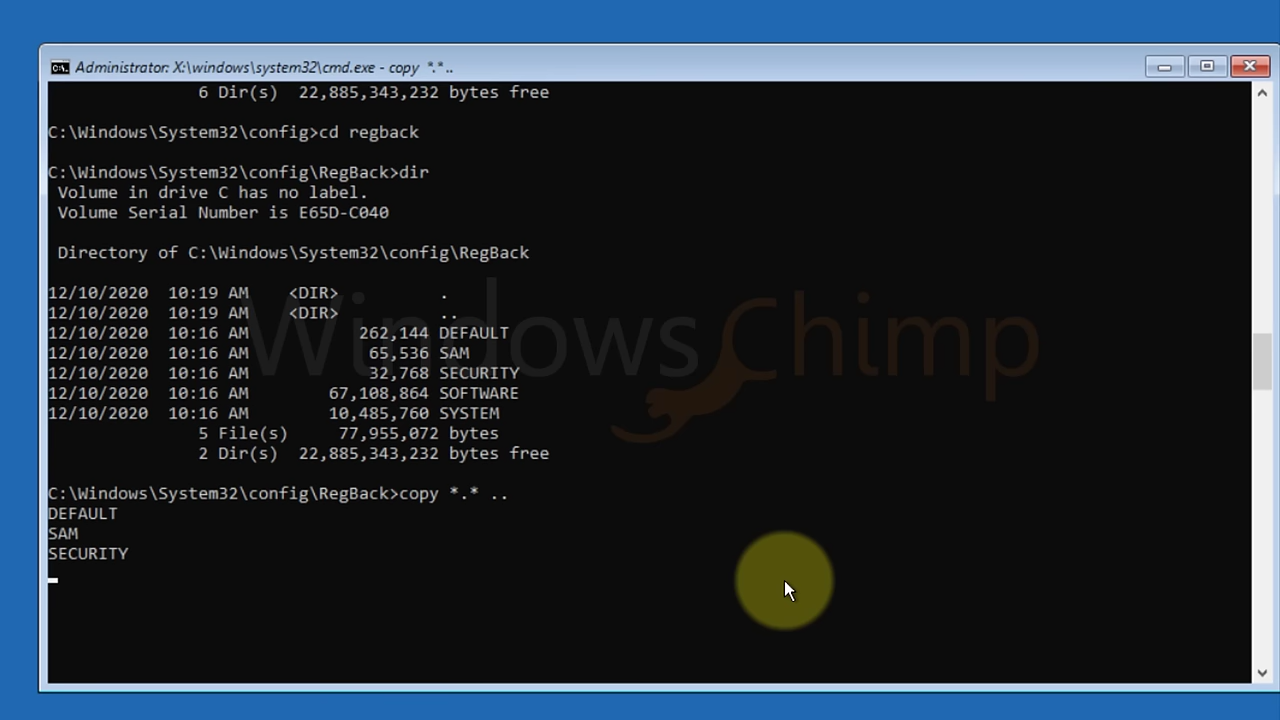 Administrator: X:\windows\system32\cmd.exe - copy *.* ..
6 Dir(s) 22,885,343,232 bytes free
C:\Windows\System32\config>cd regback
C:\Windows\System32\config\RegBack>dir
Volume in drive C has no label.
Volume Serial Number is E65D-C040
Directory of C:\Windows\System32\config\RegBack
12/10/2020 10:19 AM <DIR> .
12/10/2020 10:19 AM <DIR> ..
12/10/2020 10:16 AM 262,144 DEFAULT
12/10/2020 10:16 AM 65,536 SAM
12/10/2020 10:16 AM 32,768 SECURITY
12/10/2020 10:16 AM 67,108,864 SOFTWARE
12/10/2020 10:16 AM 10,485,760 SYSTEM
5 File(s) 77,955,072 bytes
2 Dir(s) 22,885,343,232 bytes free
C:\Windows\System32\config\RegBack>copy *.* ..
DEFAULT
SAM
SECURITY
WindowsChimp